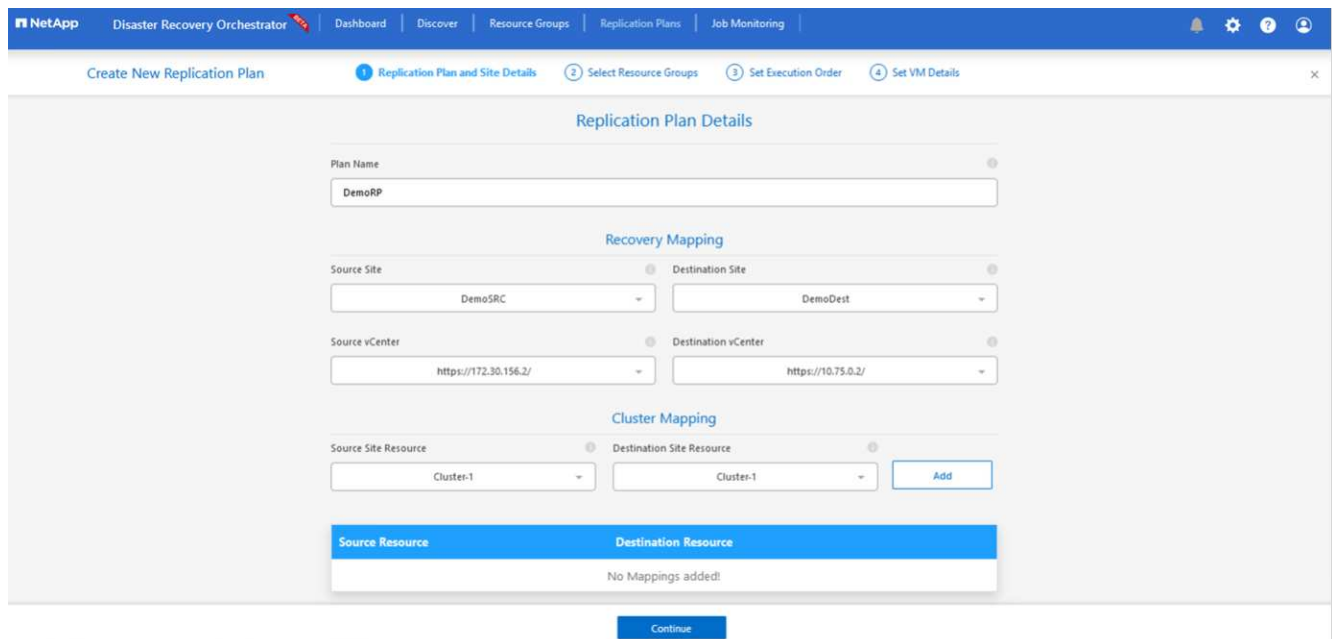 NetApp Disaster Recovery Orchestrator BETA Dashboard Discover Resource Groups Replication Plans Job Monitoring
Create New Replication Plan 1 Replication Plan and Site Details 2 Select Resource Groups 3 Set Execution Order 4 Set VM Details
Replication Plan Details
Plan Name
DemoRP
Recovery Mapping
Source Site Destination Site
DemoSRC DemoDest
Source vCenter Destination vCenter
https://172.30.156.2/ https://10.75.0.2/
Cluster Mapping
Source Site Resource Destination Site Resource
Cluster-1 Cluster-1 Add
Source Resource Destination Resource
No Mappings added!
Continue